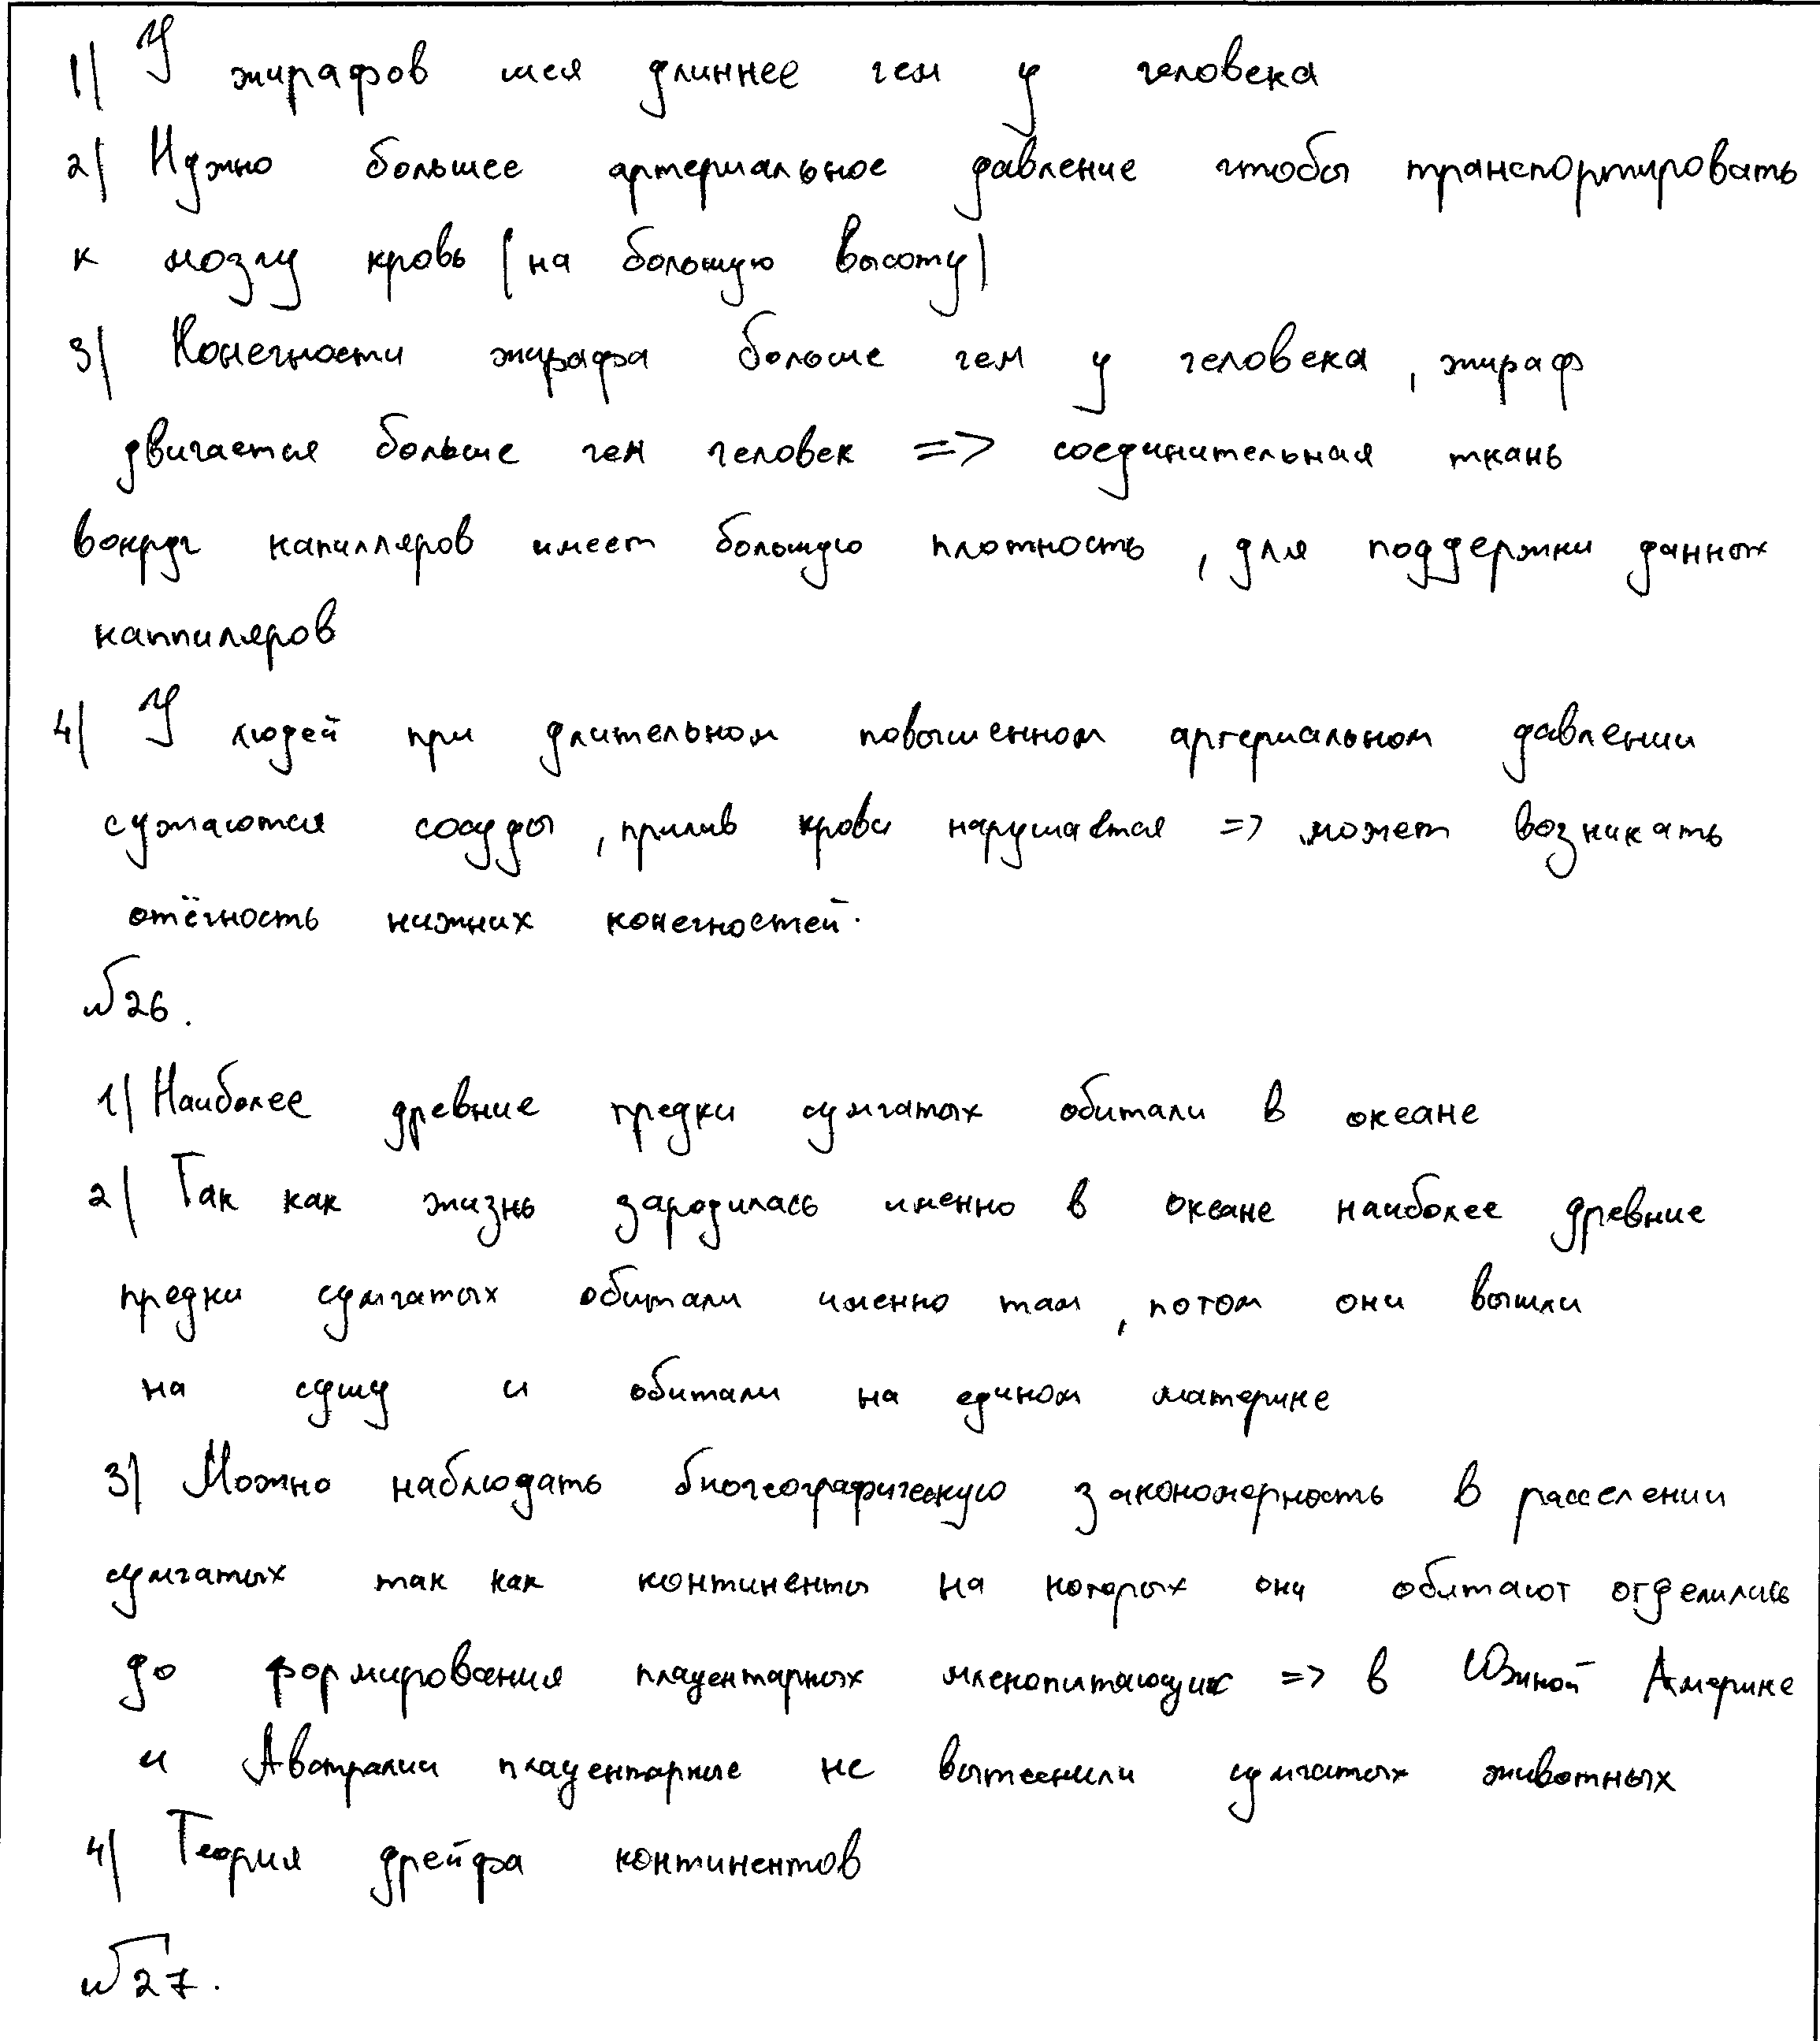 1) У жирафов шея длиннее чем у человека
2) Нужно большее артериальное давление чтобы транспортировать
к мозгу кровь (на большую высоту)
3) Конечности жирафа больше чем у человека, жираф
двигается больше чем человек => соединительная ткань
вокруг капилляров имеет большую плотность, для поддержки данных
каппиляров
4) У людей при длительном повышенном артериальном давлении
сужаются сосуды, прилив крови нарушается => может возникать
отёчность нижних конечностей.
№26.
1) Наиболее древние предки сумчатых обитали в океане
2) Так как жизнь зародилась именно в океане наиболее древние
предки сумчатых обитали именно там, потом они вышли
на сушу и обитали на едином материке
3) Можно наблюдать биогеографическую закономерность в расселении
сумчатых так как континенты на которых они обитают отделились
до формирования плацентарных млекопитающих => в Южной Америке
и Австралии плацентарные не вытеснили сумчатых животных
4) Теория дрейфа континентов
№27.